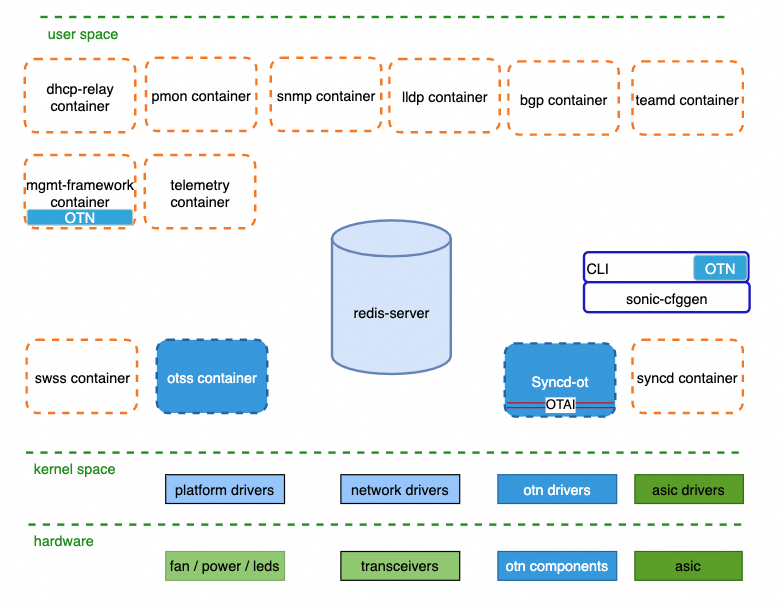 user space
dhcp-relay
container
pmon container
snmp container
lldp container
bgp container
teamd container
mgmt-framework
container
OTN
telemetry
container
redis-server
CLI
OTN
sonic-cfggen
swss container
otss container
Syncd-ot
OTAI
syncd container
kernel space
platform drivers
network drivers
otn drivers
asic drivers
hardware
fan / power / leds
transceivers
otn components
asic